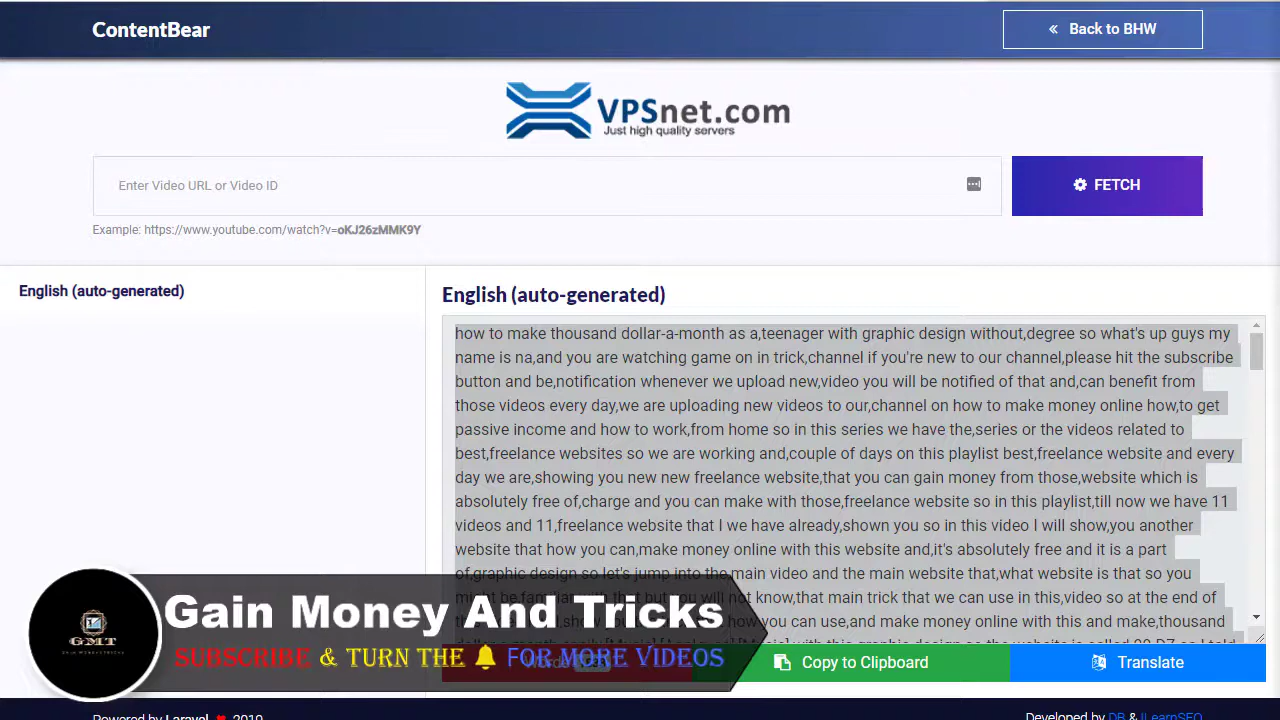 ContentBear
Back to BHW
VPSnet.com
Just high quality servers
Enter Video URL or Video ID
FETCH
Example: https://www.youtube.com/watch?v=oKJ26zMMK9Y
English (auto-generated)
English (auto-generated)
how to make thousand dollar-a-month as a,teenager with graphic design without,degree so what's up guys my
name is na,and you are watching game on in trick,channel if you're new to our channel,please hit the subscribe
button and be,notification whenever we upload new,video you will be notified of that and,can benefit from
those videos every day,we are uploading new videos to our,channel on how to make money online how,to get
passive income and how to work,from home so in this series we have the,series or the videos related to
best,freelance websites so we are working and,couple of days on this playlist best,freelance website and every
day we are,showing you new new freelance website,that you can gain money from those,website which is
absolutely free of,charge and you can make with those,freelance website so in this playlist,till now we have 11
videos and 11,freelance website that I we have already,shown you so in this video I will show,you another
website that how you can,make money online with this website and,it's absolutely free and it is a part
of,graphic design so let's jump into the,main video and the main website that,what website is that so you
might be,familiar with that but you will not know,that main trick that we can use in this,video so at the end of
you can use,and make money online with this and make,thousand
GMT
Gain Money And Tricks
SUBSCRIBE & TURN THE FOR MORE VIDEOS
Copy to Clipboard
Translate
Powered by Laravel 2019
Developed by DB & ILearnSEO